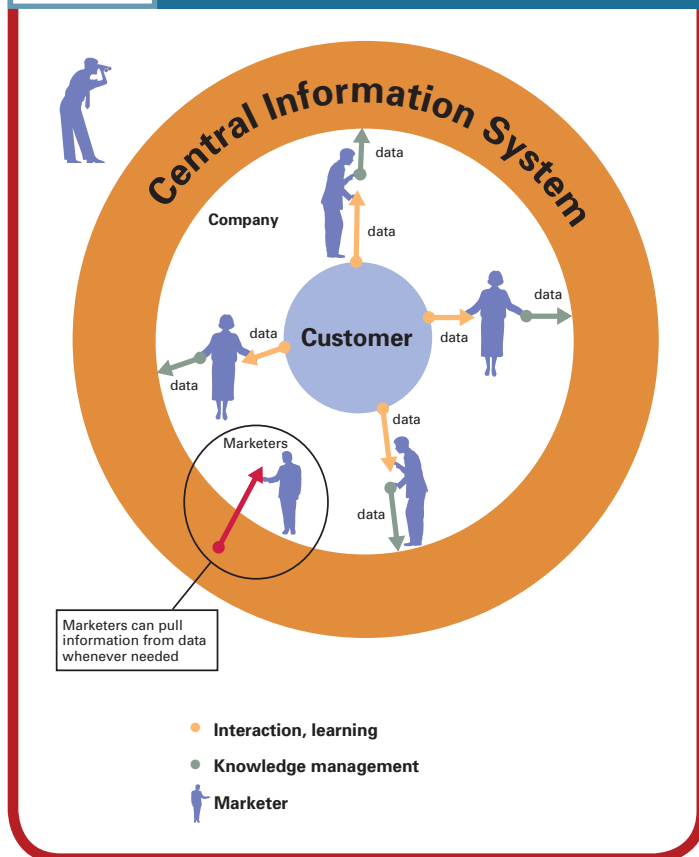 Central Information System
data
Company
data
data
Customer
data
data
data
data
Marketers
data
Marketers can pull
information from data
whenever needed
Interaction, learning
Knowledge management
Marketer